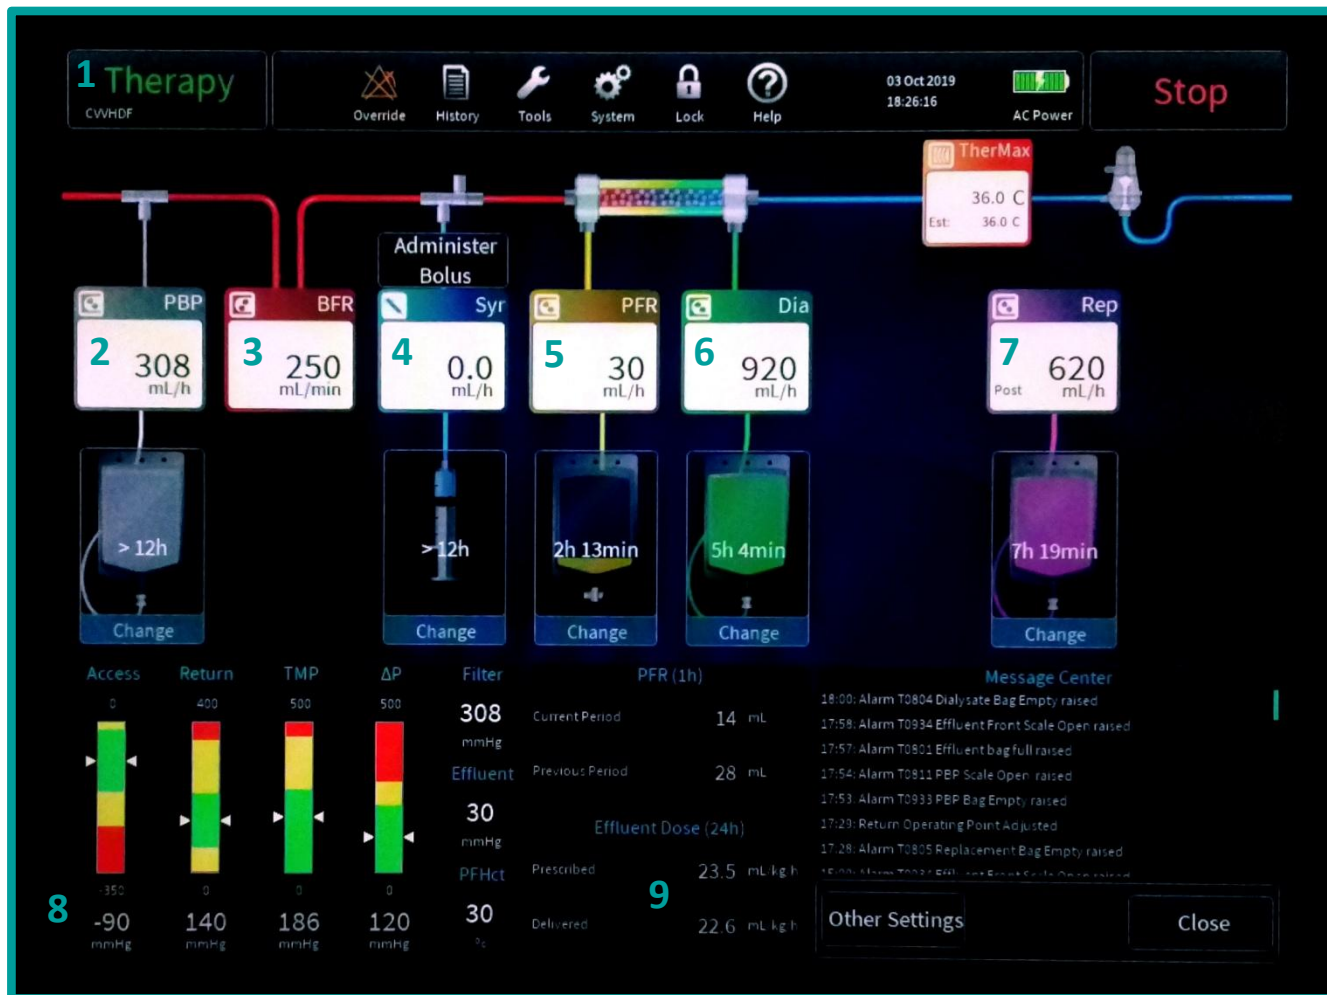 1 Therapy
CVVHDF
Override
History
Tools
System
Lock
Help
03 Oct 2019
18:26:16
AC Power
Stop
TherMax
36.0 C
Est: 36.0 C
Administer
Bolus
PBP
2 308
mL/h
BFR
3 250
mL/min
Syr
4 0.0
mL/h
PFR
5 30
mL/h
Dia
6 920
mL/h
Rep
7 620
Post mL/h
> 12h
Change
> 12h
Change
2h 13min
Change
5h 4min
Change
7h 19min
Change
Access
0
-350
8 -90
mmHg
Return
400
0
140
mmHg
TMP
500
0
186
mmHg
ΔP
500
0
120
mmHg
Filter
308
mmHg
Effluent
30
mmHg
PFHct
30
PFR (1h)
Current Period 14 mL
Previous Period 28 mL
Effluent Dose (24h)
Prescribed 23.5 mL/kg h
9
Delivered 22.6 mL kg h
Message Center
18:00: Alarm T0804 Dialysate Bag Empty raised
17:58: Alarm T0934 Effluent Front Scale Open raised
17:57: Alarm T0801 Effluent bag full raised
17:54: Alarm T0811 PBP Scale Open raised
17:53: Alarm T0933 PBP Bag Empty raised
17:29: Return Operating Point Adjusted
17:28: Alarm T0805 Replacement Bag Empty raised
Other Settings
Close